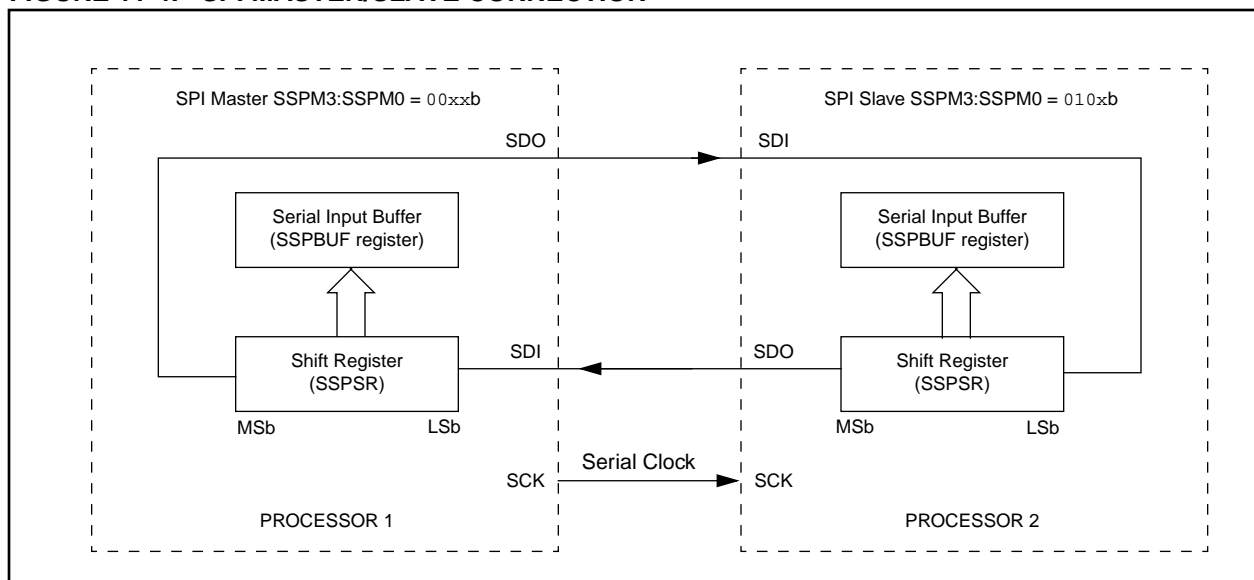 SPI Master SSPM3:SSPM0 = 00xxb
SPI Slave SSPM3:SSPM0 = 010xb
SDO
SDI
Serial Input Buffer
(SSPBUF register)
Serial Input Buffer
(SSPBUF register)
Shift Register
(SSPSR)
SDI
SDO
Shift Register
(SSPSR)
MSb
LSb
MSb
LSb
Serial Clock
SCK
SCK
PROCESSOR 1
PROCESSOR 2